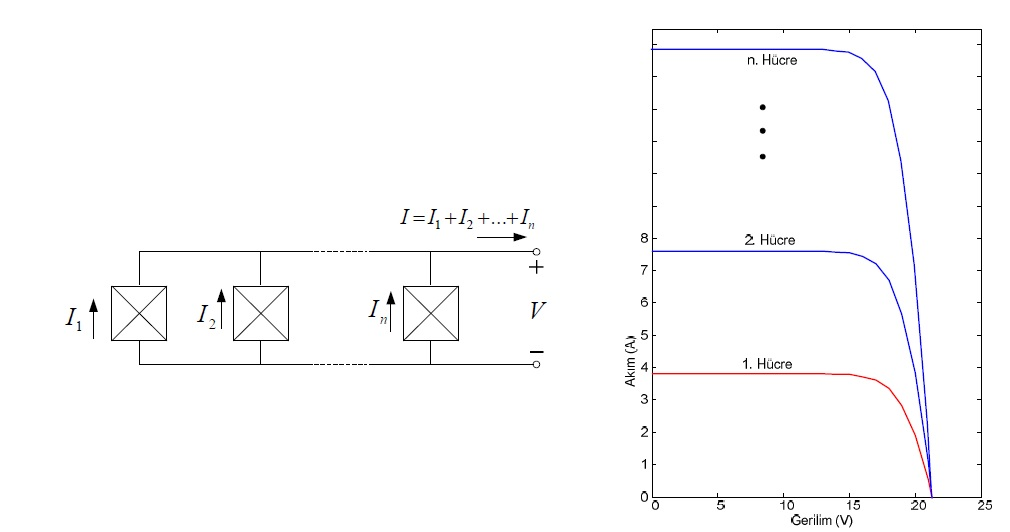 I = I₁ + I₂ + ... + Iₙ
+
I₁
I₂
Iₙ
V
−
n. Hücre
2. Hücre
1. Hücre
8
7
6
5
4
3
2
1
0
Akım (A)
0 5 10 15 20 25
Gerilim (V)